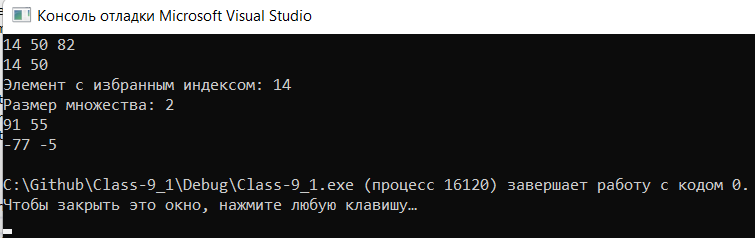 Консоль отладки Microsoft Visual Studio
14 50 82
14 50
Элемент с избранным индексом: 14
Размер множества: 2
91 55
-77 -5
C:\Github\Class-9_1\Debug\Class-9_1.exe (процесс 16120) завершает работу с кодом 0.
Чтобы закрыть это окно, нажмите любую клавишу…